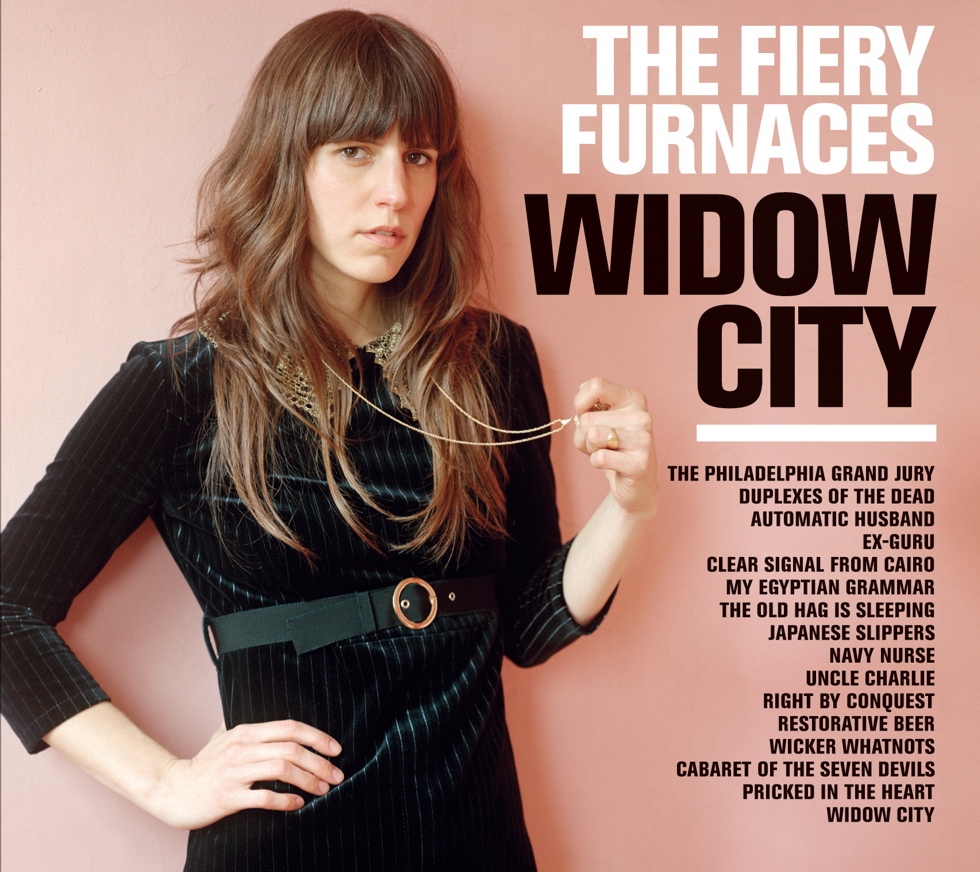 THE FIERY
FURNACES
WIDOW
CITY
THE PHILADELPHIA GRAND JURY
DUPLEXES OF THE DEAD
AUTOMATIC HUSBAND
EX-GURU
CLEAR SIGNAL FROM CAIRO
MY EGYPTIAN GRAMMAR
THE OLD HAG IS SLEEPING
JAPANESE SLIPPERS
NAVY NURSE
UNCLE CHARLIE
RIGHT BY CONQUEST
RESTORATIVE BEER
WICKER WHATNOTS
CABARET OF THE SEVEN DEVILS
PRICKED IN THE HEART
WIDOW CITY